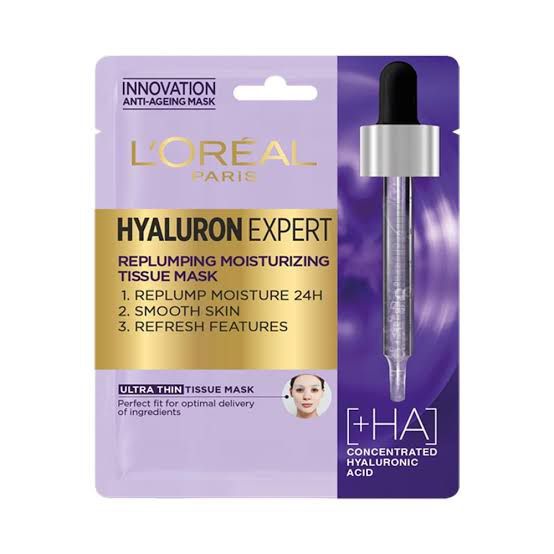 INNOVATION
ANTI-AGEING MASK
L'ORÉAL
PARIS
HYALURON EXPERT
REPLUMPING MOISTURIZING
TISSUE MASK
1. REPLUMP MOISTURE 24H
2. SMOOTH SKIN
3. REFRESH FEATURES
ULTRA THIN TISSUE MASK
Perfect fit for optimal delivery
of ingredients
[+HA]
CONCENTRATED
HYALURONIC
ACID